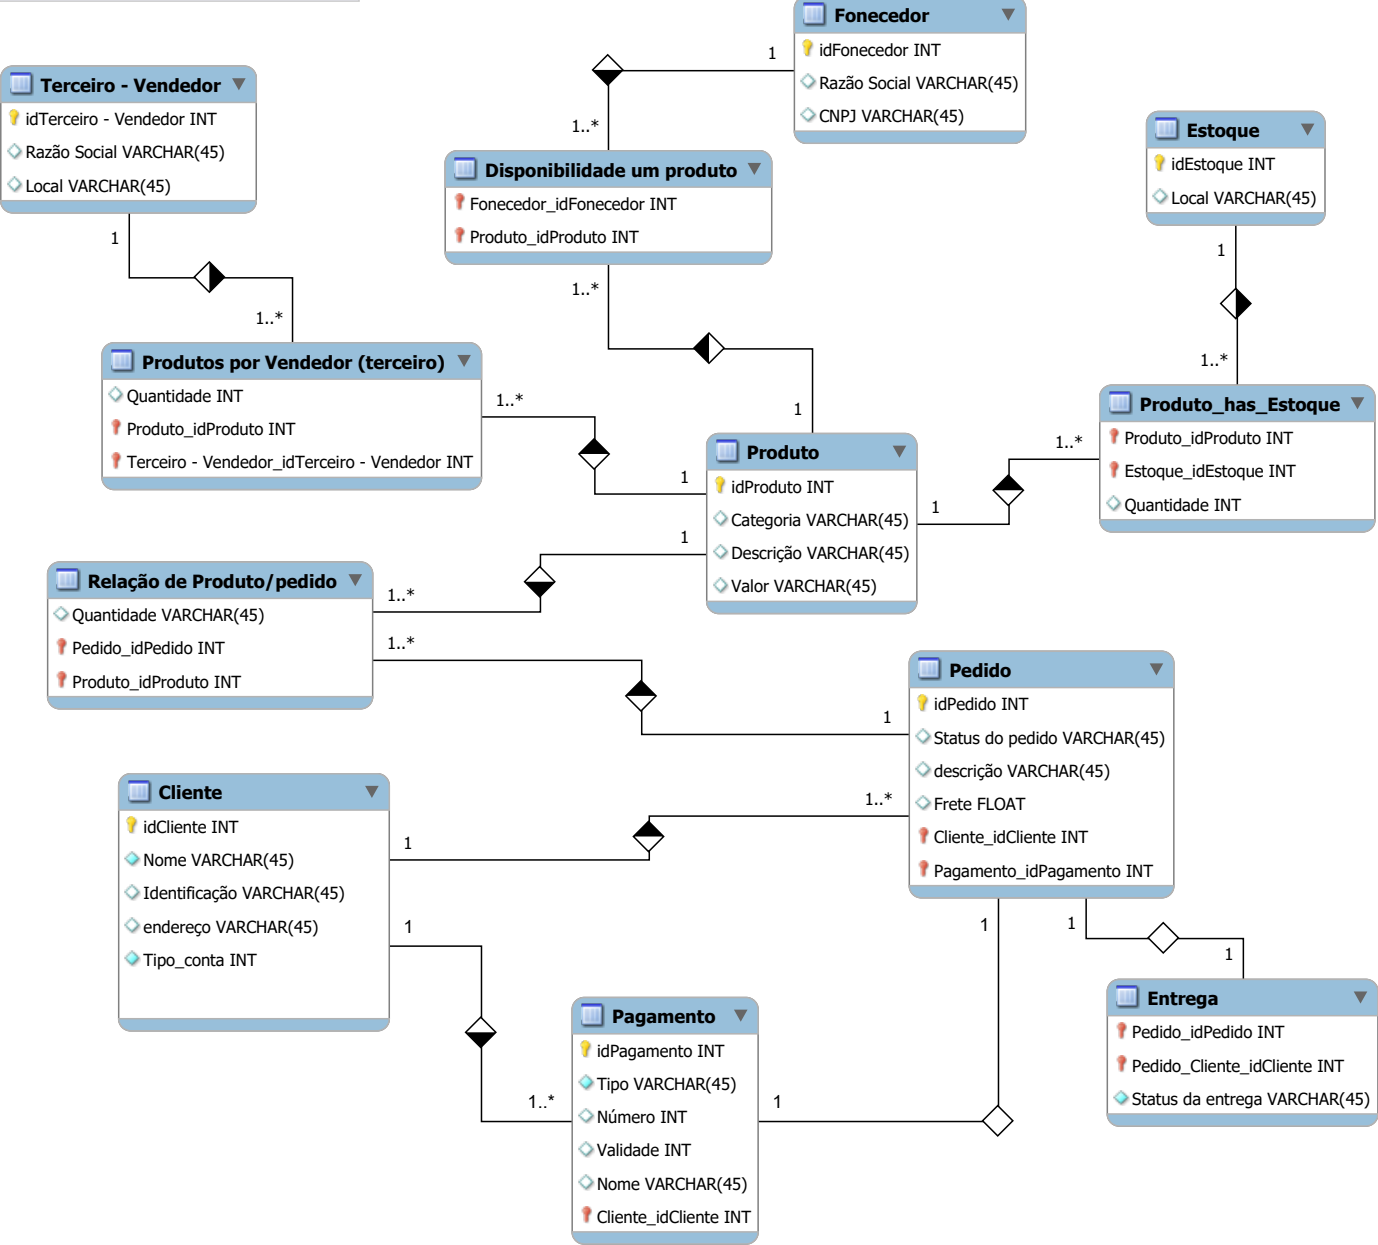 Fonecedor
idFonecedor INT
Razão Social VARCHAR(45)
CNPJ VARCHAR(45)
1
1..*
Terceiro - Vendedor
idTerceiro - Vendedor INT
Razão Social VARCHAR(45)
Local VARCHAR(45)
1
1..*
Disponibilidade um produto
Fonecedor_idFonecedor INT
Produto_idProduto INT
1..*
1
Estoque
idEstoque INT
Local VARCHAR(45)
1
1..*
Produtos por Vendedor (terceiro)
Quantidade INT
Produto_idProduto INT
Terceiro - Vendedor_idTerceiro - Vendedor INT
1..*
1
Produto_has_Estoque
Produto_idProduto INT
Estoque_idEstoque INT
Quantidade INT
1..*
1
Produto
idProduto INT
Categoria VARCHAR(45)
Descrição VARCHAR(45)
Valor VARCHAR(45)
1
1..*
Relação de Produto/pedido
Quantidade VARCHAR(45)
Pedido_idPedido INT
Produto_idProduto INT
1..*
1
Pedido
idPedido INT
Status do pedido VARCHAR(45)
descrição VARCHAR(45)
Frete FLOAT
Cliente_idCliente INT
Pagamento_idPagamento INT
1..*
1
Cliente
idCliente INT
Nome VARCHAR(45)
Identificação VARCHAR(45)
endereço VARCHAR(45)
Tipo_conta INT
1
1..*
1
1
1
1
Pagamento
idPagamento INT
Tipo VARCHAR(45)
Número INT
Validade INT
Nome VARCHAR(45)
Cliente_idCliente INT
Entrega
Pedido_idPedido INT
Pedido_Cliente_idCliente INT
Status da entrega VARCHAR(45)